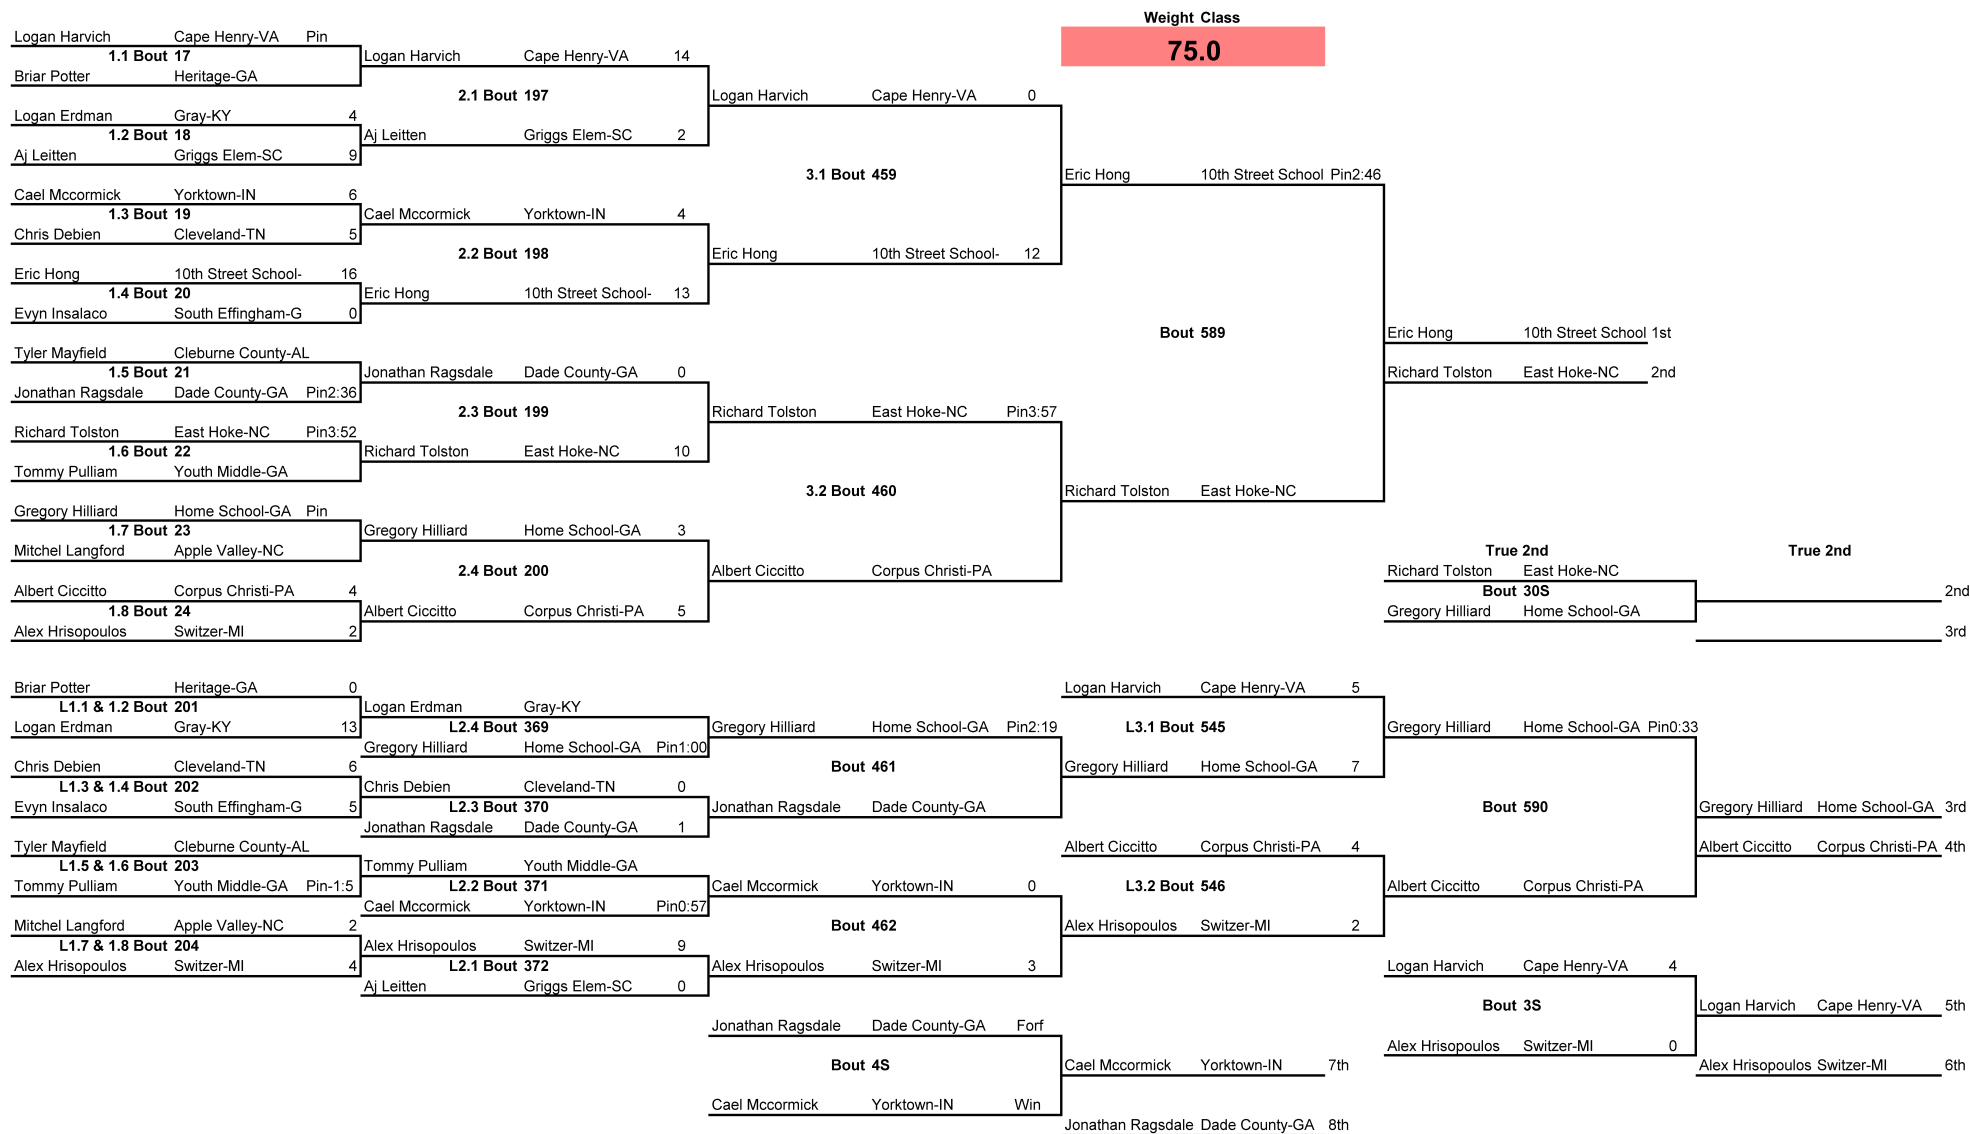 Weight Class
Logan Harvich Cape Henry-VA Pin 75.0
1.1 Bout 17 Logan Harvich Cape Henry-VA 14
Briar Potter Heritage-GA
2.1 Bout 197 Logan Harvich Cape Henry-VA 0
Logan Erdman Gray-KY 4
1.2 Bout 18 Aj Leitten Griggs Elem-SC 2
Aj Leitten Griggs Elem-SC 9
3.1 Bout 459 Eric Hong 10th Street School Pin2:46
Cael Mccormick Yorktown-IN 6
1.3 Bout 19 Cael Mccormick Yorktown-IN 4
Chris Debien Cleveland-TN 5
2.2 Bout 198 Eric Hong 10th Street School- 12
Eric Hong 10th Street School- 16
1.4 Bout 20 Eric Hong 10th Street School- 13
Evyn Insalaco South Effingham-G 0
Bout 589 Eric Hong 10th Street School 1st
Tyler Mayfield Cleburne County-AL
1.5 Bout 21 Jonathan Ragsdale Dade County-GA 0 Richard Tolston East Hoke-NC 2nd
Jonathan Ragsdale Dade County-GA Pin2:36
2.3 Bout 199 Richard Tolston East Hoke-NC Pin3:57
Richard Tolston East Hoke-NC Pin3:52
1.6 Bout 22 Richard Tolston East Hoke-NC 10
Tommy Pulliam Youth Middle-GA
3.2 Bout 460 Richard Tolston East Hoke-NC
Gregory Hilliard Home School-GA Pin
1.7 Bout 23 Gregory Hilliard Home School-GA 3
Mitchel Langford Apple Valley-NC True 2nd True 2nd
2.4 Bout 200 Albert Ciccitto Corpus Christi-PA Richard Tolston East Hoke-NC
Albert Ciccitto Corpus Christi-PA 4 Bout 30S 2nd
1.8 Bout 24 Albert Ciccitto Corpus Christi-PA 5 Gregory Hilliard Home School-GA
Alex Hrisopoulos Switzer-MI 2 3rd
Briar Potter Heritage-GA 0 Logan Harvich Cape Henry-VA 5
L1.1 & 1.2 Bout 201 Logan Erdman Gray-KY
Logan Erdman Gray-KY 13 L2.4 Bout 369 Gregory Hilliard Home School-GA Pin2:19 L3.1 Bout 545 Gregory Hilliard Home School-GA Pin0:33
Gregory Hilliard Home School-GA Pin1:00
Chris Debien Cleveland-TN 6 Bout 461 Gregory Hilliard Home School-GA 7
L1.3 & 1.4 Bout 202 Chris Debien Cleveland-TN 0
Evyn Insalaco South Effingham-G 5 L2.3 Bout 370 Jonathan Ragsdale Dade County-GA Bout 590 Gregory Hilliard Home School-GA 3rd
Jonathan Ragsdale Dade County-GA 1
Tyler Mayfield Cleburne County-AL Albert Ciccitto Corpus Christi-PA 4 Albert Ciccitto Corpus Christi-PA 4th
L1.5 & 1.6 Bout 203 Tommy Pulliam Youth Middle-GA
Tommy Pulliam Youth Middle-GA Pin-1:5 L2.2 Bout 371 Cael Mccormick Yorktown-IN 0 L3.2 Bout 546 Albert Ciccitto Corpus Christi-PA
Cael Mccormick Yorktown-IN Pin0:57
Mitchel Langford Apple Valley-NC 2 Bout 462 Alex Hrisopoulos Switzer-MI 2
L1.7 & 1.8 Bout 204 Alex Hrisopoulos Switzer-MI 9
Alex Hrisopoulos Switzer-MI 4 L2.1 Bout 372 Alex Hrisopoulos Switzer-MI 3 Logan Harvich Cape Henry-VA 4
Aj Leitten Griggs Elem-SC 0
Bout 3S Logan Harvich Cape Henry-VA 5th
Jonathan Ragsdale Dade County-GA Forf
Alex Hrisopoulos Switzer-MI 0
Bout 4S Cael Mccormick Yorktown-IN 7th Alex Hrisopoulos Switzer-MI 6th
Cael Mccormick Yorktown-IN Win
Jonathan Ragsdale Dade County-GA 8th